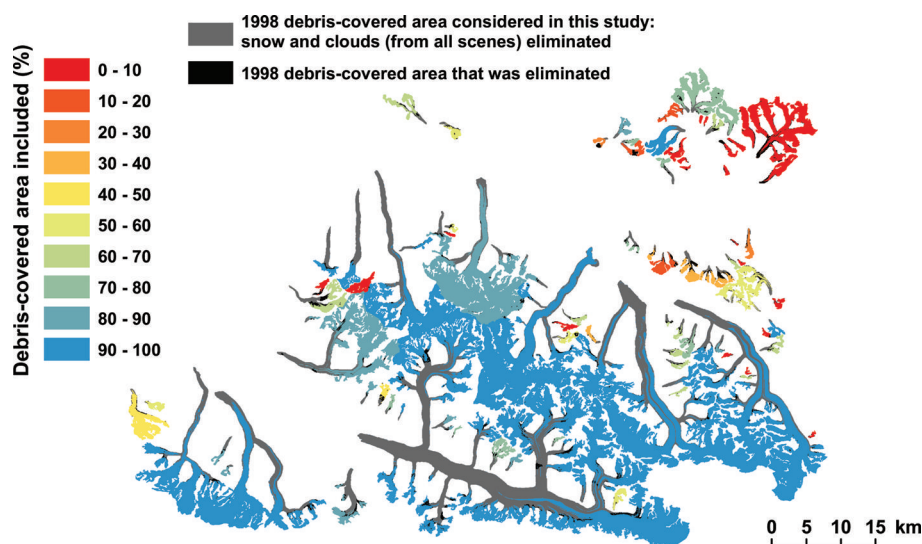 1998 debris-covered area considered in this study:
snow and clouds (from all scenes) eliminated
1998 debris-covered area that was eliminated
Debris-covered area included (%)
0 - 10
10 - 20
20 - 30
30 - 40
40 - 50
50 - 60
60 - 70
70 - 80
80 - 90
90 - 100
0 5 10 15 km